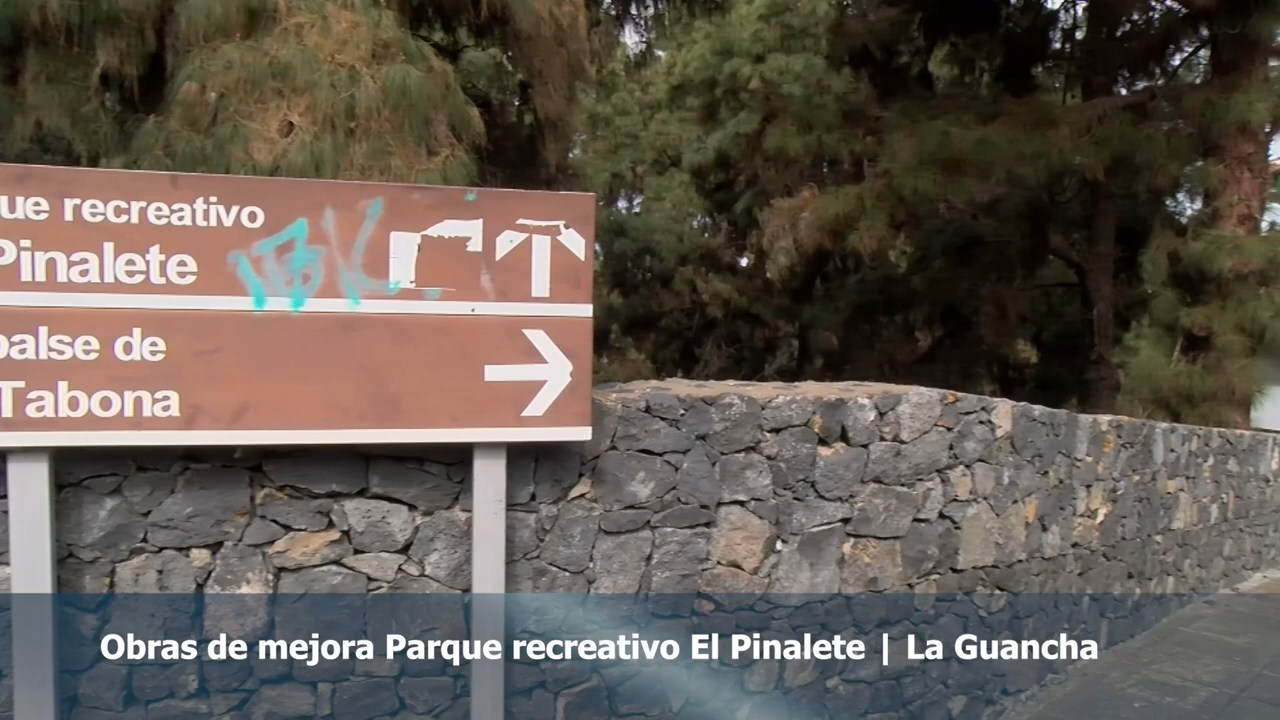 ue recreativo
Pinalete
balse de
Tabona
Obras de mejora Parque recreativo El Pinalete | La Guancha